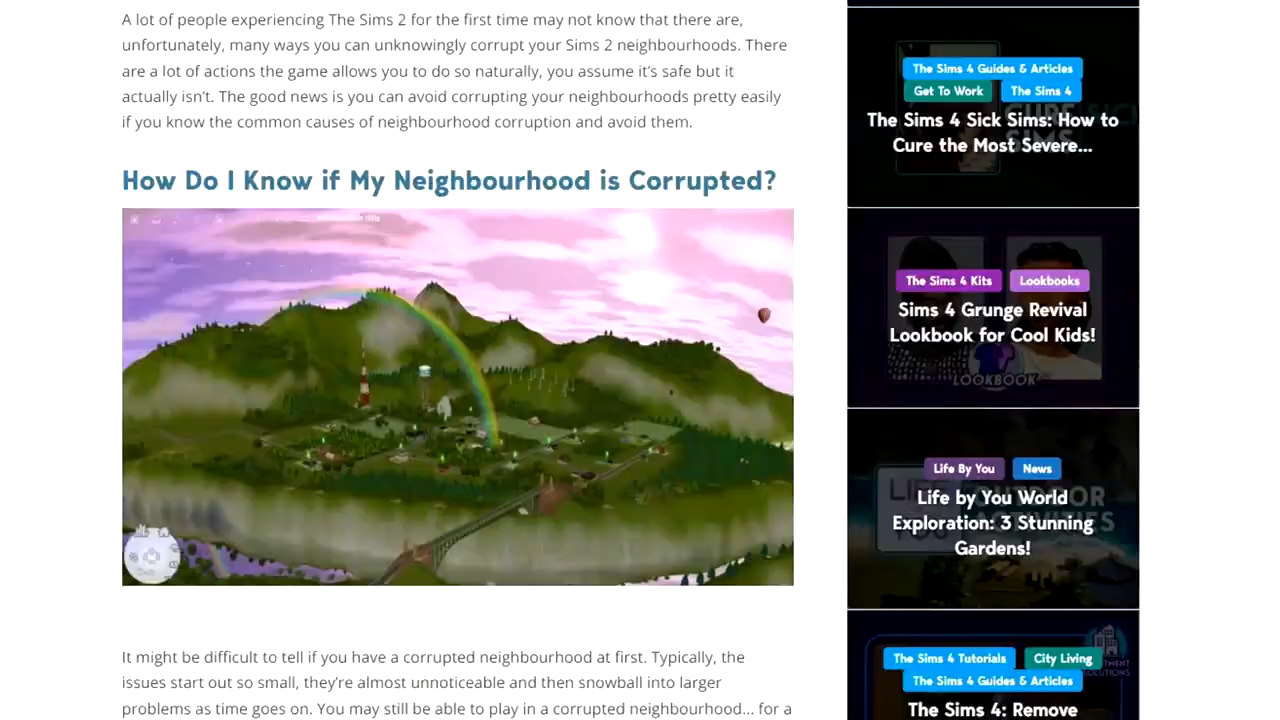 A lot of people experiencing The Sims 2 for the first time may not know that there are,
unfortunately, many ways you can unknowingly corrupt your Sims 2 neighbourhoods. There
are a lot of actions the game allows you to do so naturally, you assume it's safe but it
actually isn't. The good news is you can avoid corrupting your neighbourhoods pretty easily
if you know the common causes of neighbourhood corruption and avoid them.
How Do I Know if My Neighbourhood is Corrupted?
It might be difficult to tell if you have a corrupted neighbourhood at first. Typically, the
issues start out so small, they're almost unnoticeable and then snowball into larger
problems as time goes on. You may still be able to play in a corrupted neighbourhood... for a
The Sims 4 Guides & Articles
Get To Work The Sims 4
The Sims 4 Sick Sims: How to
Cure the Most Severe...
The Sims 4 Kits Lookbooks
Sims 4 Grunge Revival
Lookbook for Cool Kids!
LOOKBOOK
Life By You News
Life by You World
Exploration: 3 Stunning
Gardens!
The Sims 4 Tutorials City Living
The Sims 4 Guides & Articles
The Sims 4: Remove